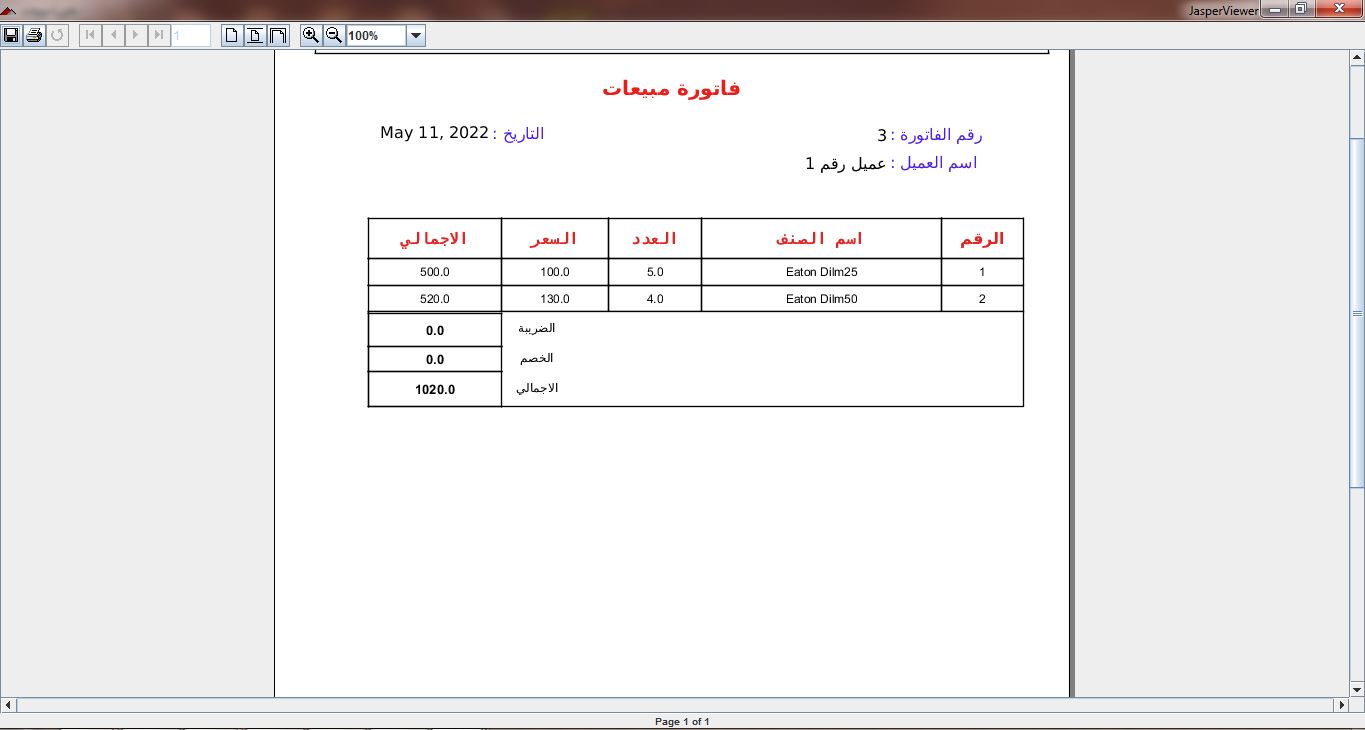 JasperViewer
1
100%
فاتورة مبيعات
رقم الفاتورة : 3
التاريخ : May 11, 2022
اسم العميل : عميل رقم 1
الرقم اسم الصنف العدد السعر الاجمالي
1 Eaton Dilm25 5.0 100.0 500.0
2 Eaton Dilm50 4.0 130.0 520.0
الضريبة 0.0
الخصم 0.0
الاجمالي 1020.0
Page 1 of 1